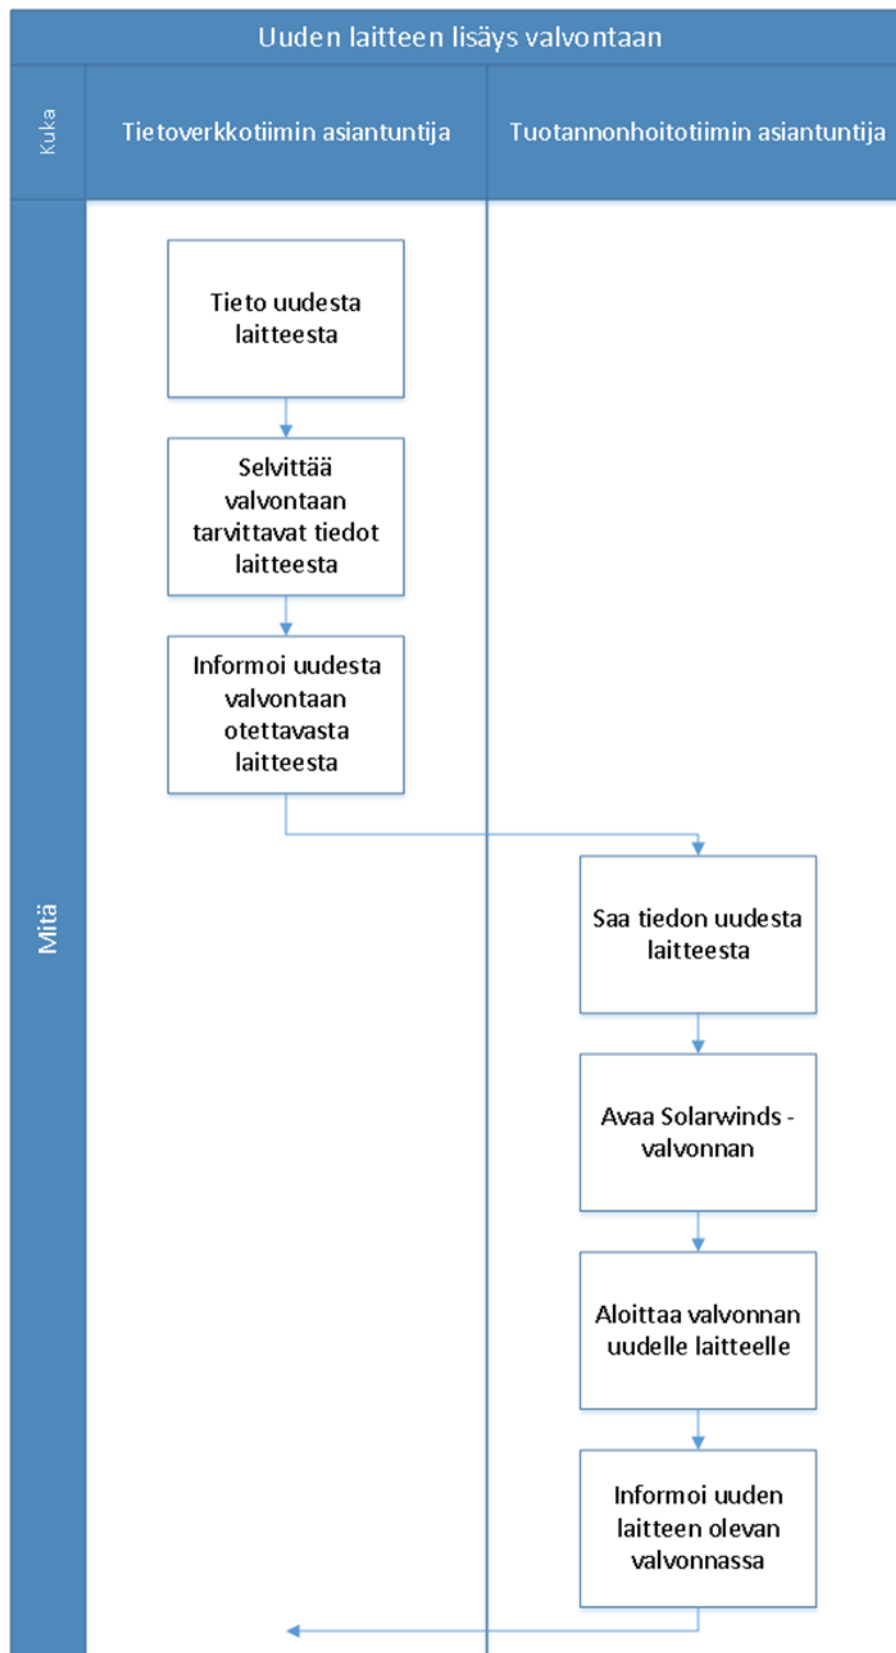 Uuden laitteen lisäys valvontaan
Kuka
Tietoverkkotiimin asiantuntija
Tuotannonhoitotiimin asiantuntija
Mitä
Tieto uudesta
laitteesta
Selvittää
valvontaan
tarvittavat tiedot
laitteesta
Informoi uudesta
valvontaan
otettavasta
laitteesta
Saa tiedon uudesta
laitteesta
Avaa Solarwinds -
valvonnan
Aloittaa valvonnan
uudelle laitteelle
Informoi uuden
laitteen olevan
valvonnassa